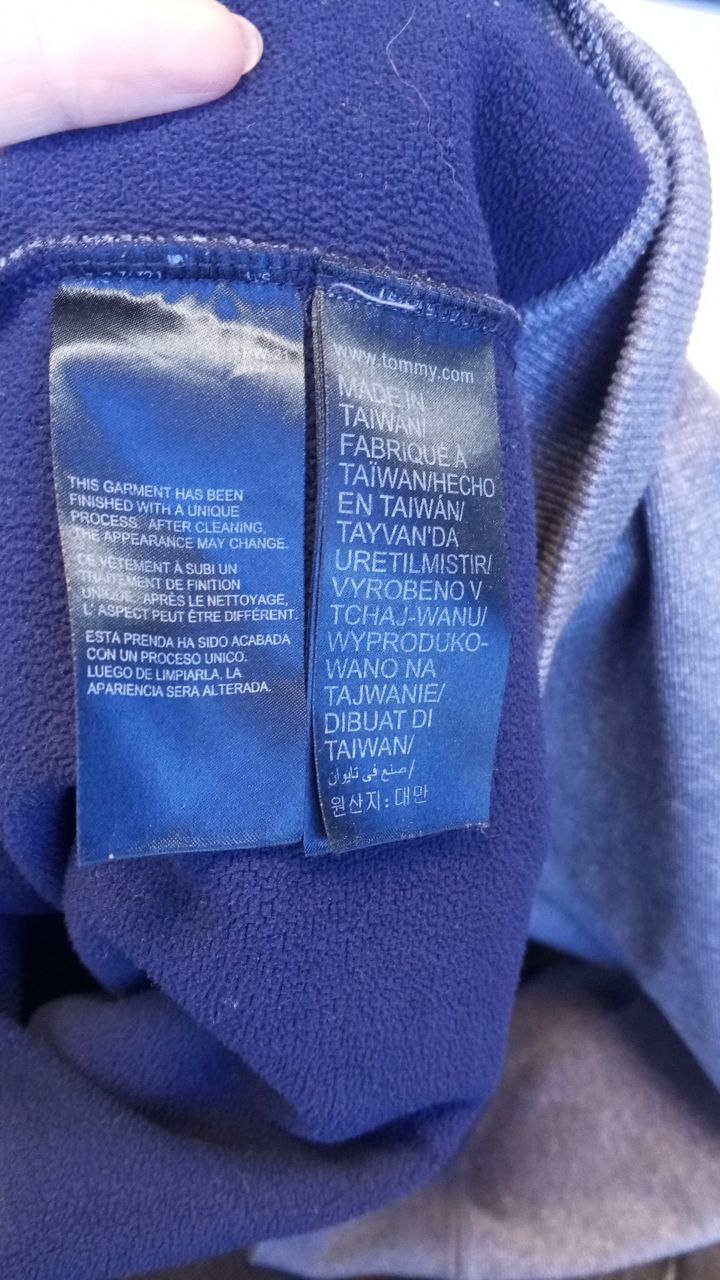 THIS GARMENT HAS BEEN
FINISHED WITH A UNIQUE
PROCESS. AFTER CLEANING,
THE APPEARANCE MAY CHANGE.
CE VÊTEMENT À SUBI UN
TRAITEMENT DE FINITION
UNIQUE. APRÈS LE NETTOYAGE,
L' ASPECT PEUT ÊTRE DIFFÉRENT.
ESTA PRENDA HA SIDO ACABADA
CON UN PROCESO UNICO.
LUEGO DE LIMPIARLA, LA
APARIENCIA SERA ALTERADA.
www.tommy.com
MADE IN
TAIWAN/
FABRIQUÉ À
TAÏWAN/HECHO
EN TAIWÁN/
TAYVAN'DA
URETILMISTIR/
VYROBENO V
TCHAJ-WANU/
WYPRODUKO-
WANO NA
TAJWANIE/
DIBUAT DI
TAIWAN/
صنع في تايوان/
원산지: 대만